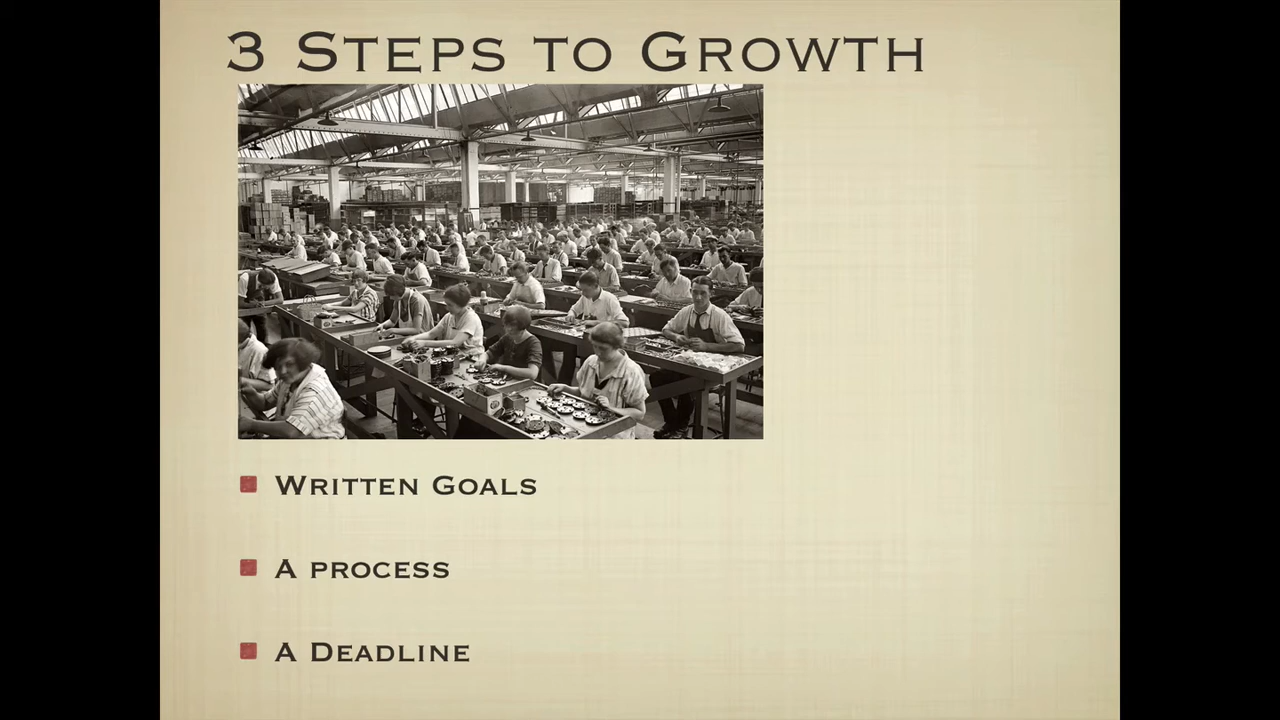 3 Steps to Growth
Written Goals
A process
A Deadline